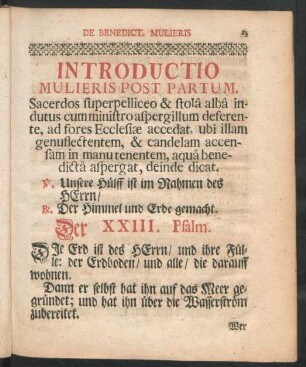 DE BENEDICT. MULIERIS
INTRODUCTIO
MULIERIS POST PARTUM.
Sacerdos superpelliceo & stolâ albâ in-
dutus cum ministro aspergillum deferen-
te, ad fores Ecclesiæ accedat, ubi illam
genuflectentem, & candelam accen-
sam in manu tenentem, aquâ bene-
dictâ aspergat, deinde dicat.
℣. Unsere Hülff ist im Nahmen des
HErrn/
℟. Der Himmel und Erde gemacht.
Der XXIII. Psalm.
DIe Erd ist des HErrn/ und ihre Fül-
le: der Erdboden/ und alle/ die darauff
wohnen.
Dann er selbst hat ihn auf das Meer ge-
gründet; und hat ihn über die Wasserström
zubereitet.
Wer